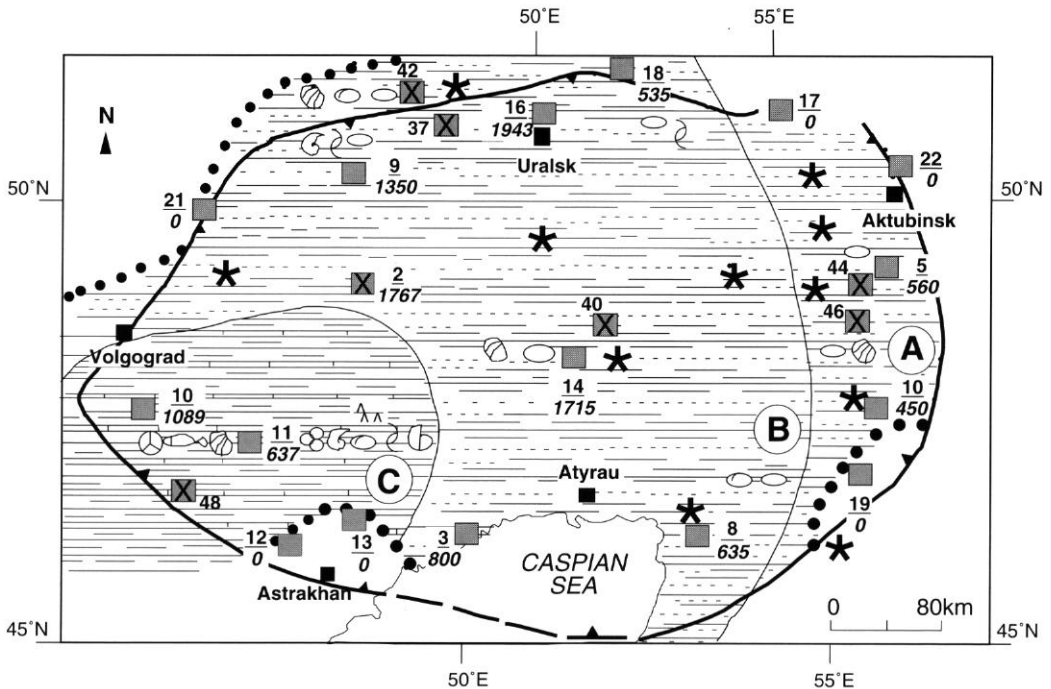 50˚E 55˚E
N
42
18
535
17
0
16
1943
37
Uralsk
9
1350
22
0
50˚N 50˚N
21
0
Aktubinsk
2
1767
44
5
560
40
46
Volgograd
A
14
1715
10
1089
10
450
11
637
B
C
48
Atyrau
19
0
12
0
13
0
3
800
8
635
CASPIAN
SEA
Astrakhan
0 80km
45˚N 45˚N
50˚E 55˚E